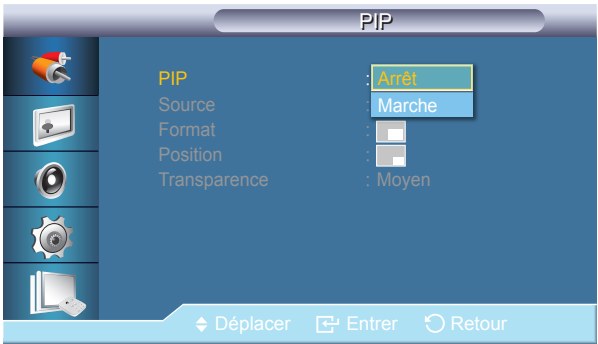 PIP
PIP : Arrêt
Source : Marche
Format :
Position :
Transparence : Moyen
Déplacer Entrer Retour